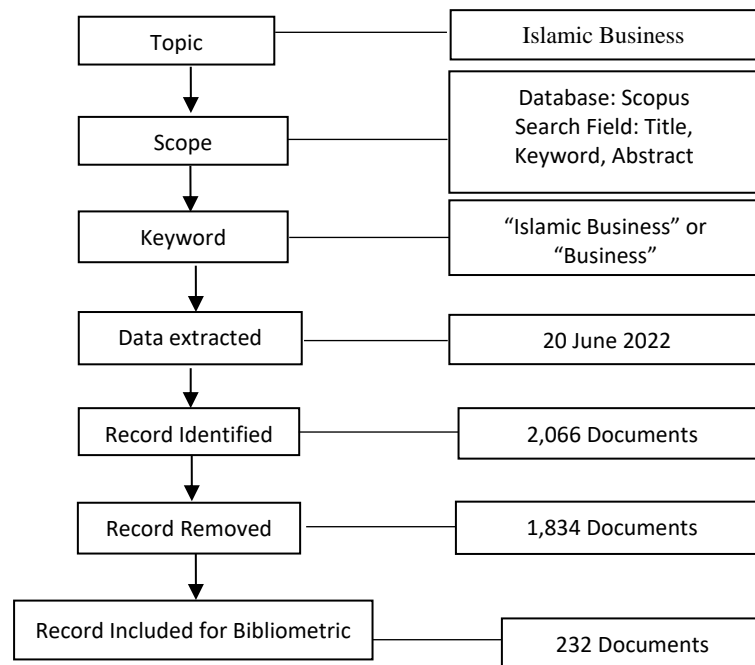 Topic
Islamic Business
Scope
Database: Scopus
Search Field: Title,
Keyword, Abstract
Keyword
“Islamic Business” or
“Business”
Data extracted
20 June 2022
Record Identified
2,066 Documents
Record Removed
1,834 Documents
Record Included for Bibliometric
232 Documents